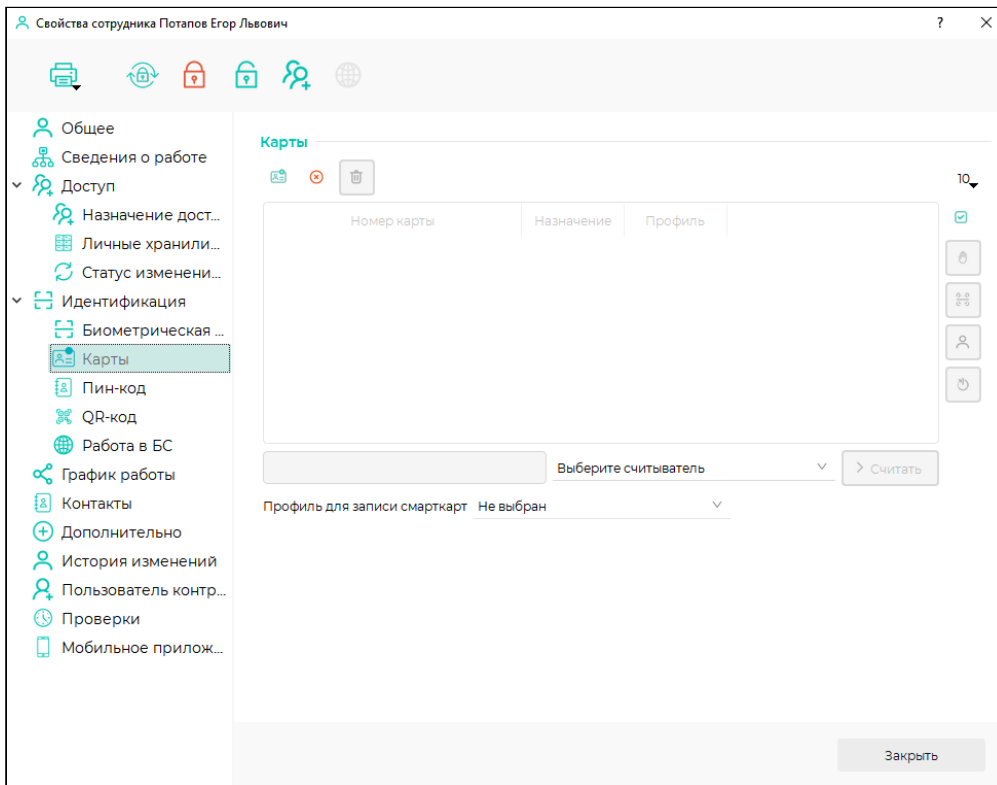 Свойства сотрудника Потапов Егор Львович
?
Общее
Сведения о работе
Доступ
Назначение дост...
Личные хранили...
Статус изменени...
Идентификация
Биометрическая ...
Карты
Пин-код
QR-код
Работа в БС
График работы
Контакты
Дополнительно
История изменений
Пользователь контр...
Проверки
Мобильное прилож...
Карты
10
Номер карты Назначение Профиль
Выберите считыватель
> Считать
Профиль для записи смарткарт Не выбран
Закрыть